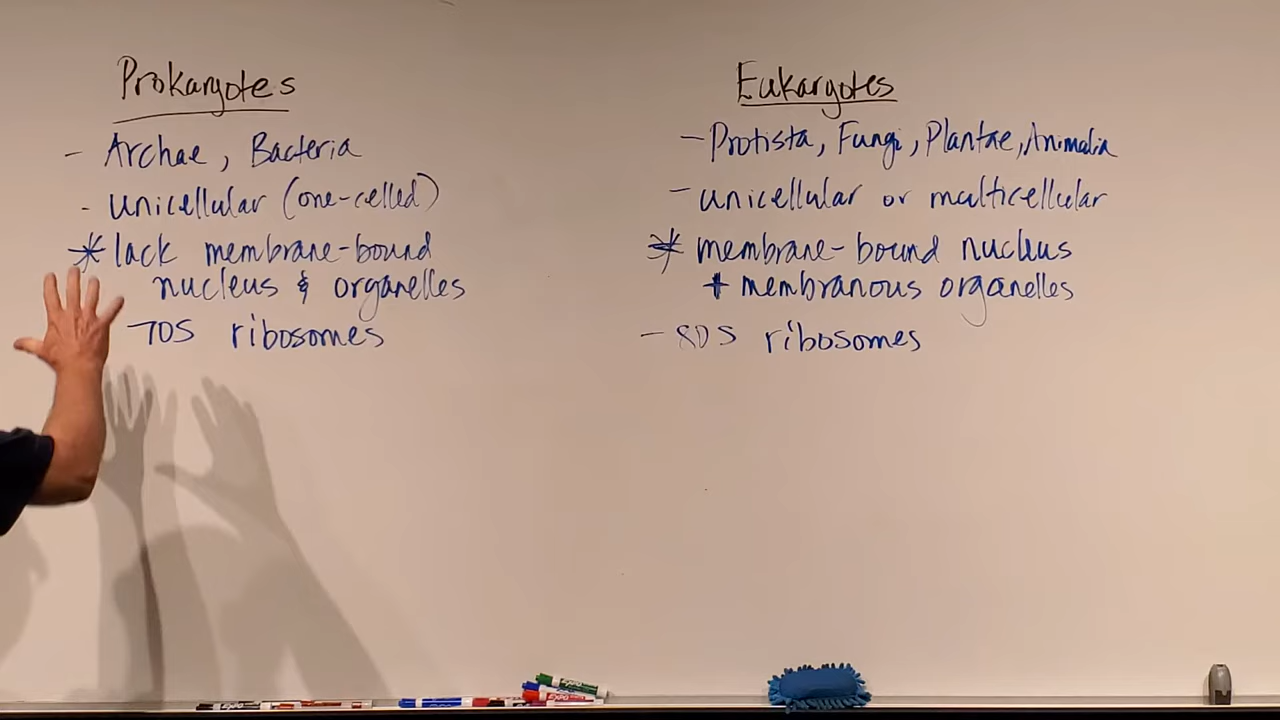 Prokaryotes
- Archae, Bacteria
- Unicellular (one-celled)
* lack membrane-bound
nucleus & organelles
- 70S ribosomes
Eukaryotes
- Protista, Fungi, Plantae, Animalia
- unicellular or multicellular
* membrane-bound nucleus
+ membranous organelles
- 80S ribosomes
EXPO